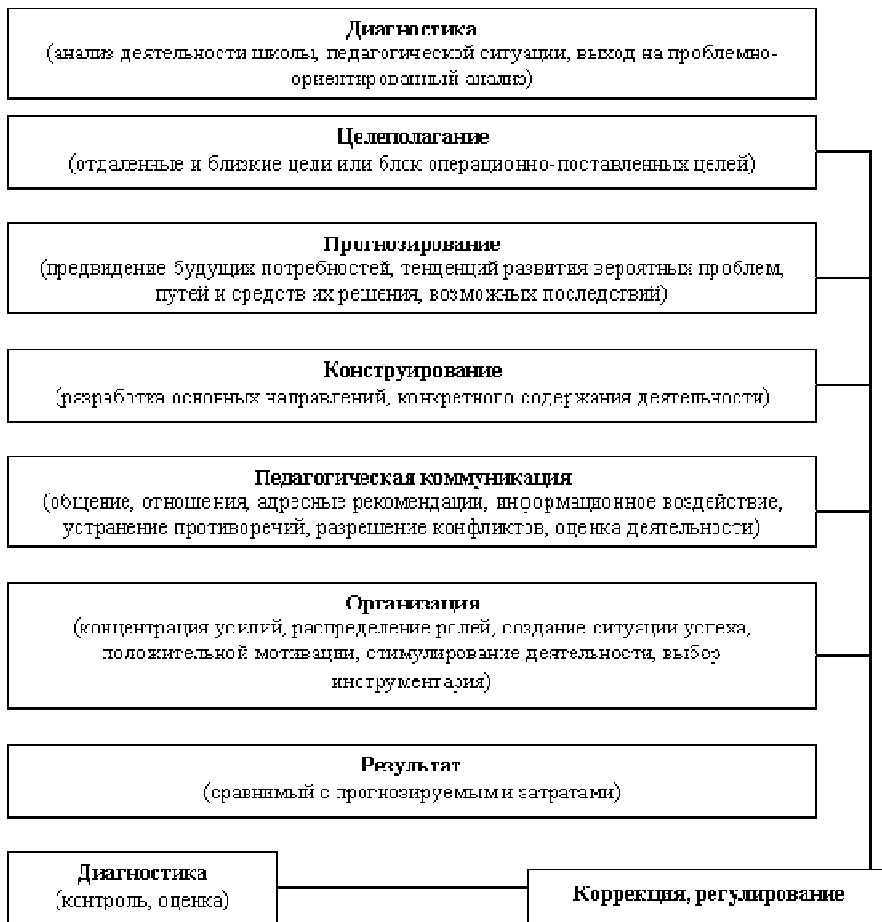 Диагностика
(анализ деятельности школы, педагогической ситуации, выход на проблемно-
ориентированный анализ)
Целеполагание
(отдаленные и близкие цели или блок операционно-поставленных целей)
Прогнозирование
(предвидение будущих потребностей, тенденций развития вероятных проблем,
путей и средств их решения, возможных последствий)
Конструирование
(разработка основных направлений, конкретного содержания деятельности)
Педагогическая коммуникация
(общение, отношения, адресные рекомендации, информационное воздействие,
устранение противоречий, разрешение конфликтов, оценка деятельности)
Организация
(концентрация усилий, распределение ролей, создание ситуации успеха,
положительной мотивации, стимулирование деятельности, выбор
инструментария)
Результат
(сравнимый с прогнозируемым и затратами)
Диагностика
(контроль, оценка)
Коррекция, регулирование